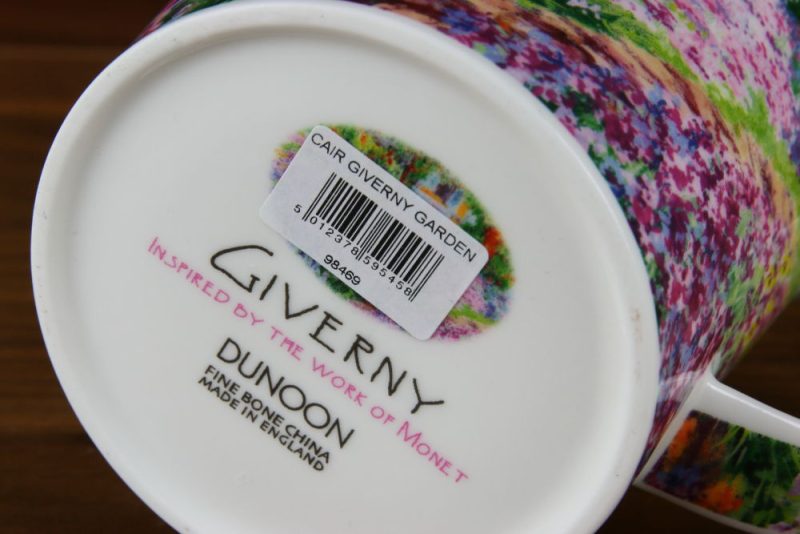 CAIR GIVERNY GARDEN
5 012378 595458
98469
GIVERNY
INSPIRED BY THE WORK OF MONET
DUNOON
FINE BONE CHINA
MADE IN ENGLAND